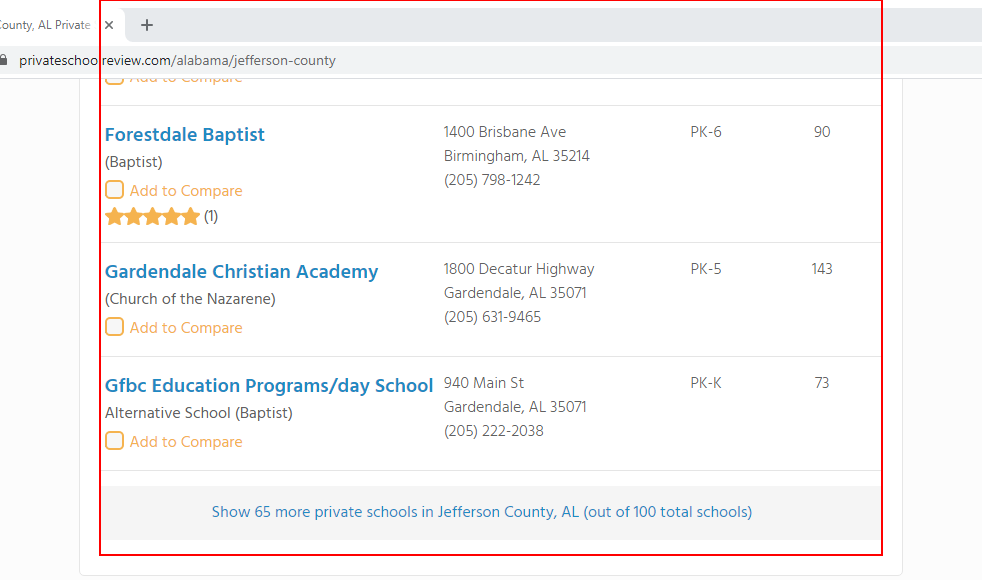 County, AL Private
privateschoolreview.com/alabama/jefferson-county
Add to Compare
Forestdale Baptist
(Baptist)
Add to Compare
(1)
1400 Brisbane Ave
Birmingham, AL 35214
(205) 798-1242
PK-6
90
Gardendale Christian Academy
(Church of the Nazarene)
Add to Compare
1800 Decatur Highway
Gardendale, AL 35071
(205) 631-9465
PK-5
143
Gfbc Education Programs/day School
Alternative School (Baptist)
Add to Compare
940 Main St
Gardendale, AL 35071
(205) 222-2038
PK-K
73
Show 65 more private schools in Jefferson County, AL (out of 100 total schools)